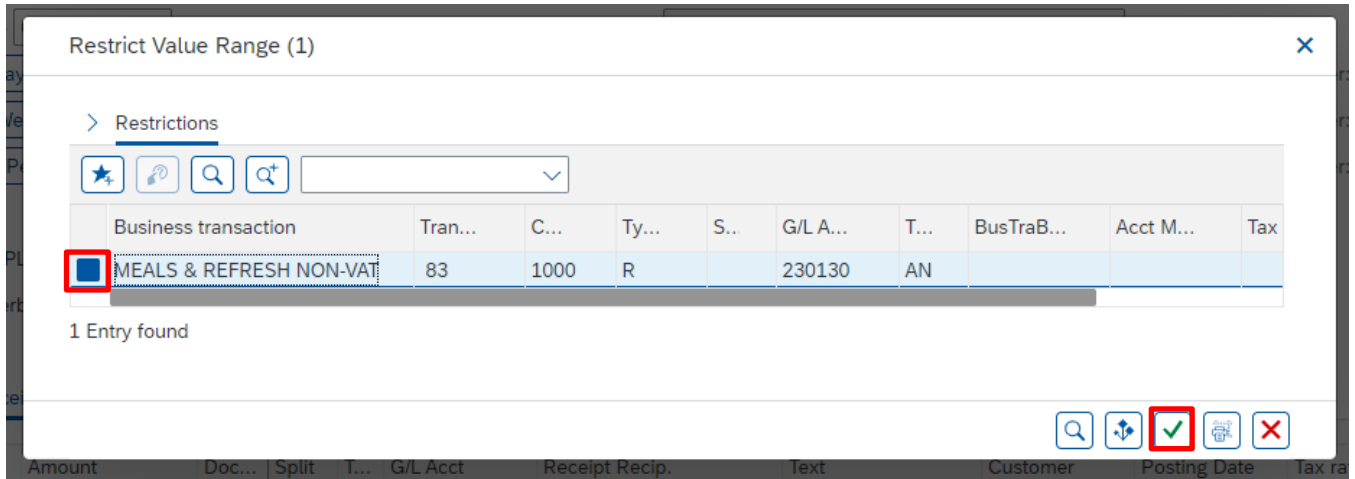 Restrict Value Range (1)
Restrictions
Business transaction Tran... C... Ty... S... G/L A... T... BusTraB... Acct M... Tax
MEALS & REFRESH NON-VAT 83 1000 R 230130 AN
1 Entry found
Amount Doc... Split T... G/L Acct Receipt Recip. Text Customer Posting Date Tax ra